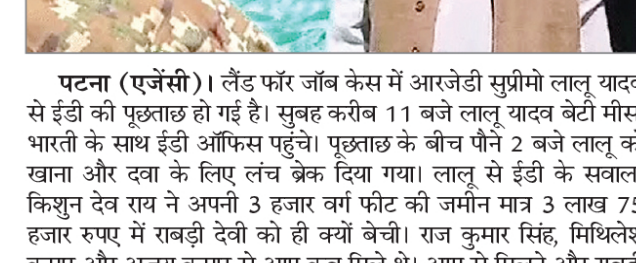 पटना (एजेंसी)। लैंड फॉर जॉब केस में आरजेडी सुप्रीमो लालू यादव
से ईडी की पूछताछ हो गई है। सुबह करीब 11 बजे लालू यादव बेटी मीसा
भारती के साथ ईडी ऑफिस पहुंचे। पूछताछ के बीच पौने 2 बजे लालू को
खाना और दवा के लिए लंच ब्रेक दिया गया। लालू से ईडी के सवाल
किशुन देव राय ने अपनी 3 हजार वर्ग फीट की जमीन मात्र 3 लाख 75
हजार रुपए में राबड़ी देवी को ही क्यों बेची। राज कुमार सिंह, मिथिलेश